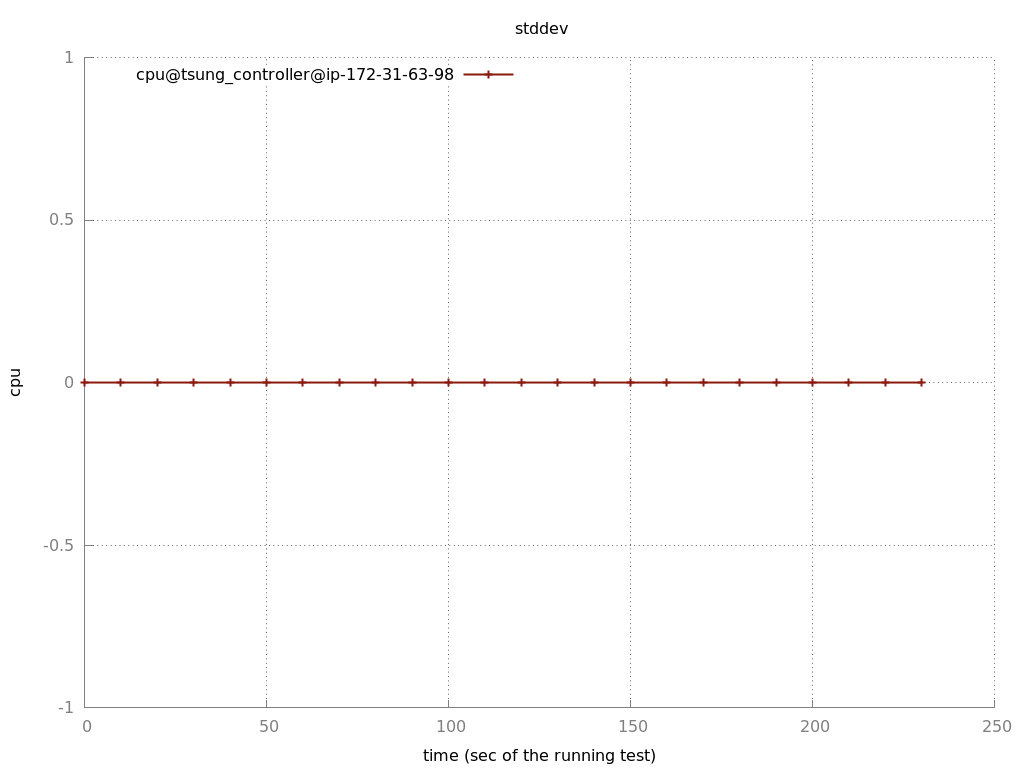 stddev
1
cpu@tsung_controller@ip-172-31-63-98
0.5
0
cpu
-0.5
-1
0 50 100 150 200 250
time (sec of the running test)